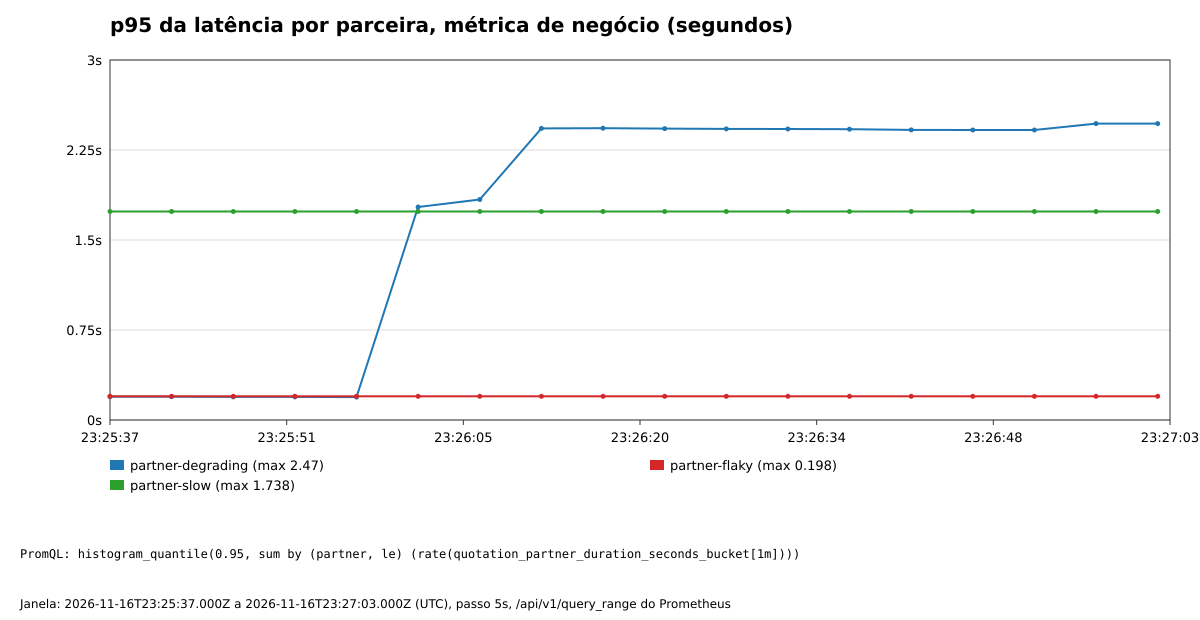 p95 da latência por parceira, métrica de negócio (segundos)
3s
2.25s
1.5s
0.75s
0s
23:25:37 23:25:51 23:26:05 23:26:20 23:26:34 23:26:48 23:27:03
partner-degrading (max 2.47) partner-flaky (max 0.198)
partner-slow (max 1.738)
PromQL: histogram_quantile(0.95, sum by (partner, le) (rate(quotation_partner_duration_seconds_bucket[1m])))
Janela: 2026-11-16T23:25:37.000Z a 2026-11-16T23:27:03.000Z (UTC), passo 5s, /api/v1/query_range do Prometheus